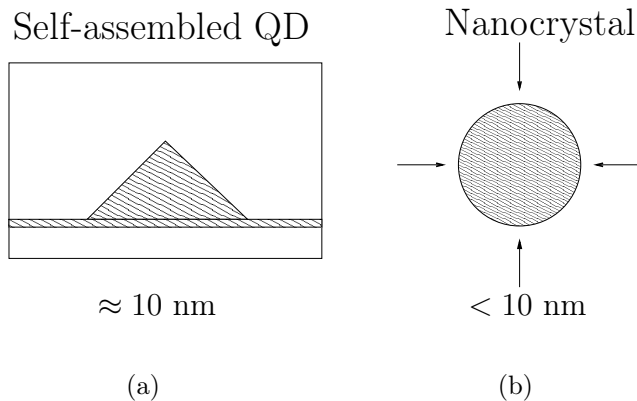 Self-assembled QD
Nanocrystal
≈ 10 nm
< 10 nm
(a)
(b)